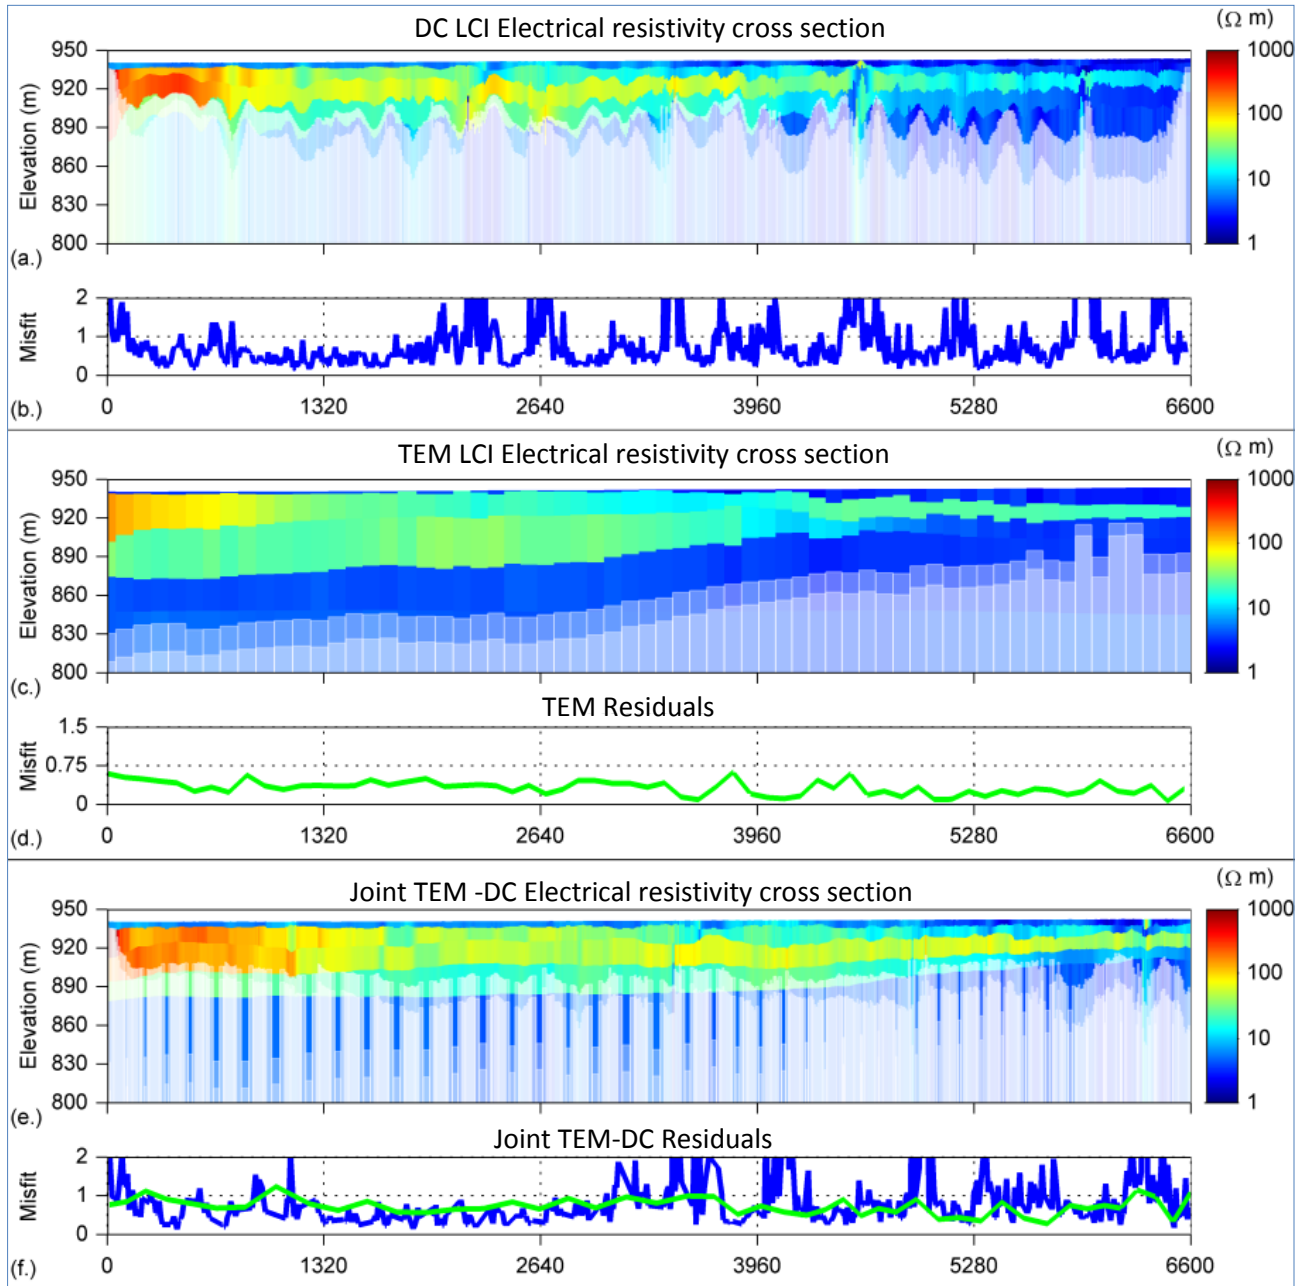 DC LCI Electrical resistivity cross section
(Ω m)
950
920
890
860
830
800
Elevation (m)
1000
100
10
1
(a.)
2
1
0
Misfit
(b.)
0 1320 2640 3960 5280 6600
TEM LCI Electrical resistivity cross section
(Ω m)
950
920
890
860
830
800
Elevation (m)
1000
100
10
1
(c.)
TEM Residuals
1.5
0.75
0
Misfit
(d.)
0 1320 2640 3960 5280 6600
Joint TEM -DC Electrical resistivity cross section
(Ω m)
950
920
890
860
830
800
Elevation (m)
1000
100
10
1
(e.)
Joint TEM-DC Residuals
2
1
0
Misfit
(f.)
0 1320 2640 3960 5280 6600